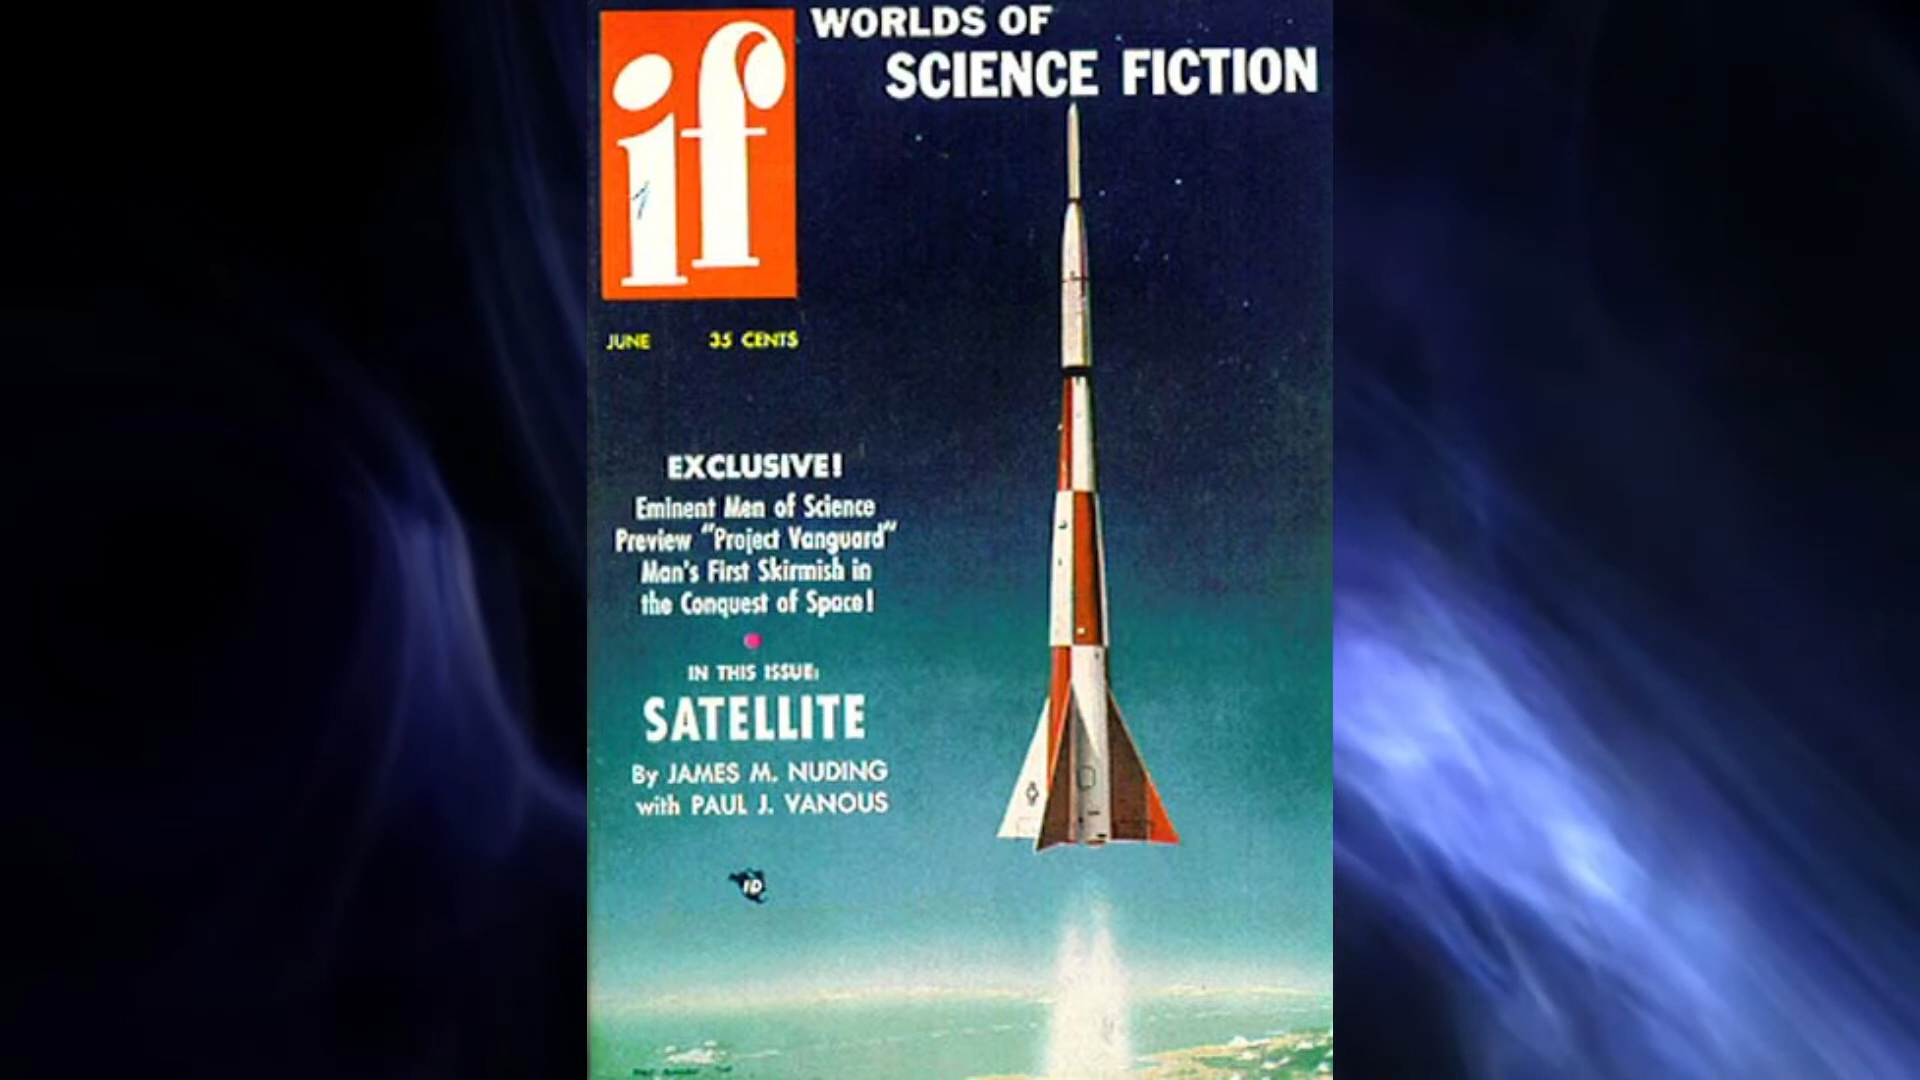 if
WORLDS OF
SCIENCE FICTION
JUNE 35 CENTS
EXCLUSIVE!
Eminent Men of Science
Preview "Project Vanguard"
Man's First Skirmish in
the Conquest of Space!
IN THIS ISSUE:
SATELLITE
By JAMES M. NUDING
with PAUL J. VANOUS
ID